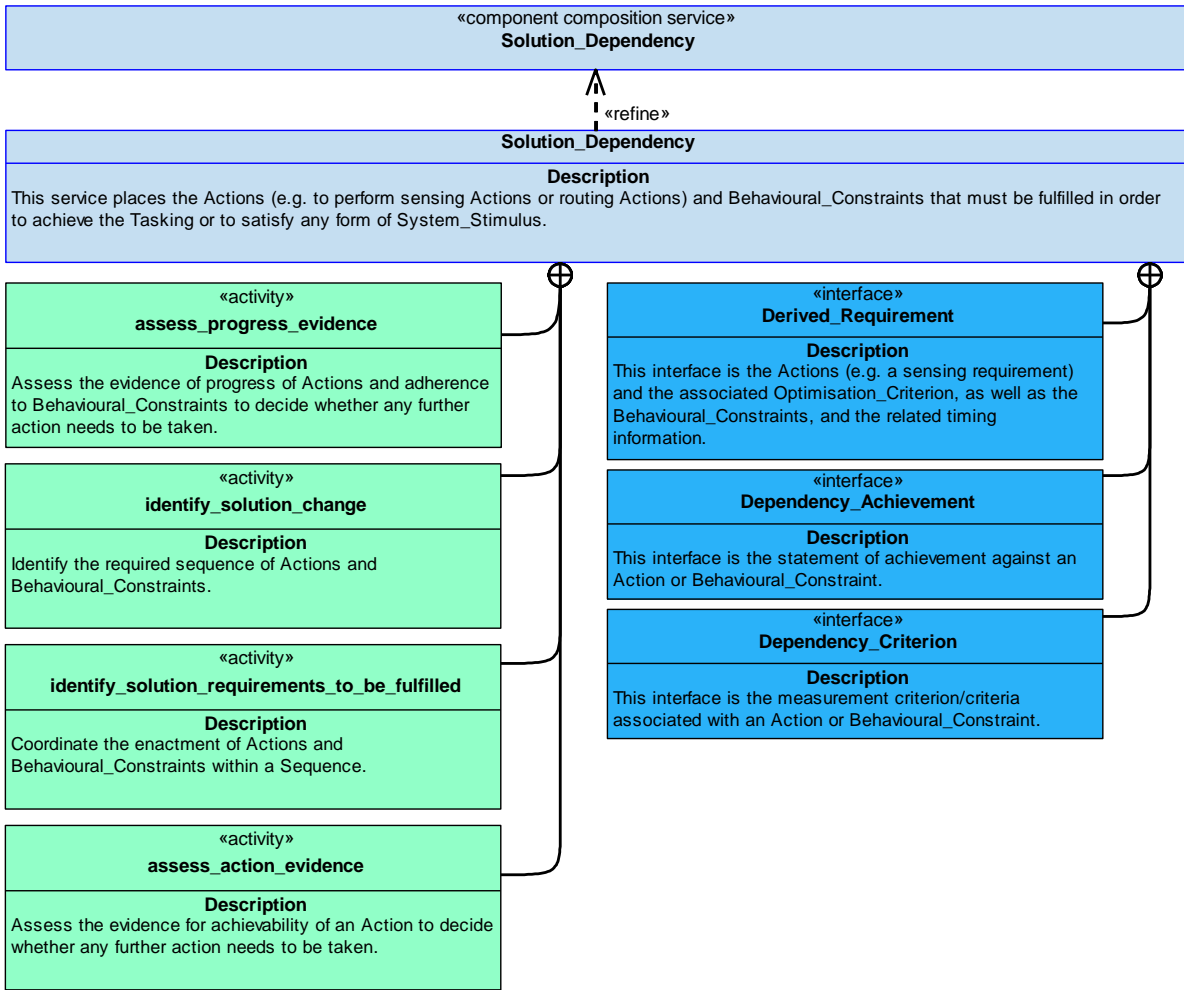 «component composition service»
Solution_Dependency
«refine»
Solution_Dependency
Description
This service places the Actions (e.g. to perform sensing Actions or routing Actions) and Behavioural_Constraints that must be fulfilled in order
to achieve the Tasking or to satisfy any form of System_Stimulus.
«activity»
assess_progress_evidence
Description
Assess the evidence of progress of Actions and adherence
to Behavioural_Constraints to decide whether any further
action needs to be taken.
«activity»
identify_solution_change
Description
Identify the required sequence of Actions and
Behavioural_Constraints.
«activity»
identify_solution_requirements_to_be_fulfilled
Description
Coordinate the enactment of Actions and
Behavioural_Constraints within a Sequence.
«activity»
assess_action_evidence
Description
Assess the evidence for achievability of an Action to decide
whether any further action needs to be taken.
«interface»
Derived_Requirement
Description
This interface is the Actions (e.g. a sensing requirement)
and the associated Optimisation_Criterion, as well as the
Behavioural_Constraints, and the related timing
information.
«interface»
Dependency_Achievement
Description
This interface is the statement of achievement against an
Action or Behavioural_Constraint.
«interface»
Dependency_Criterion
Description
This interface is the measurement criterion/criteria
associated with an Action or Behavioural_Constraint.